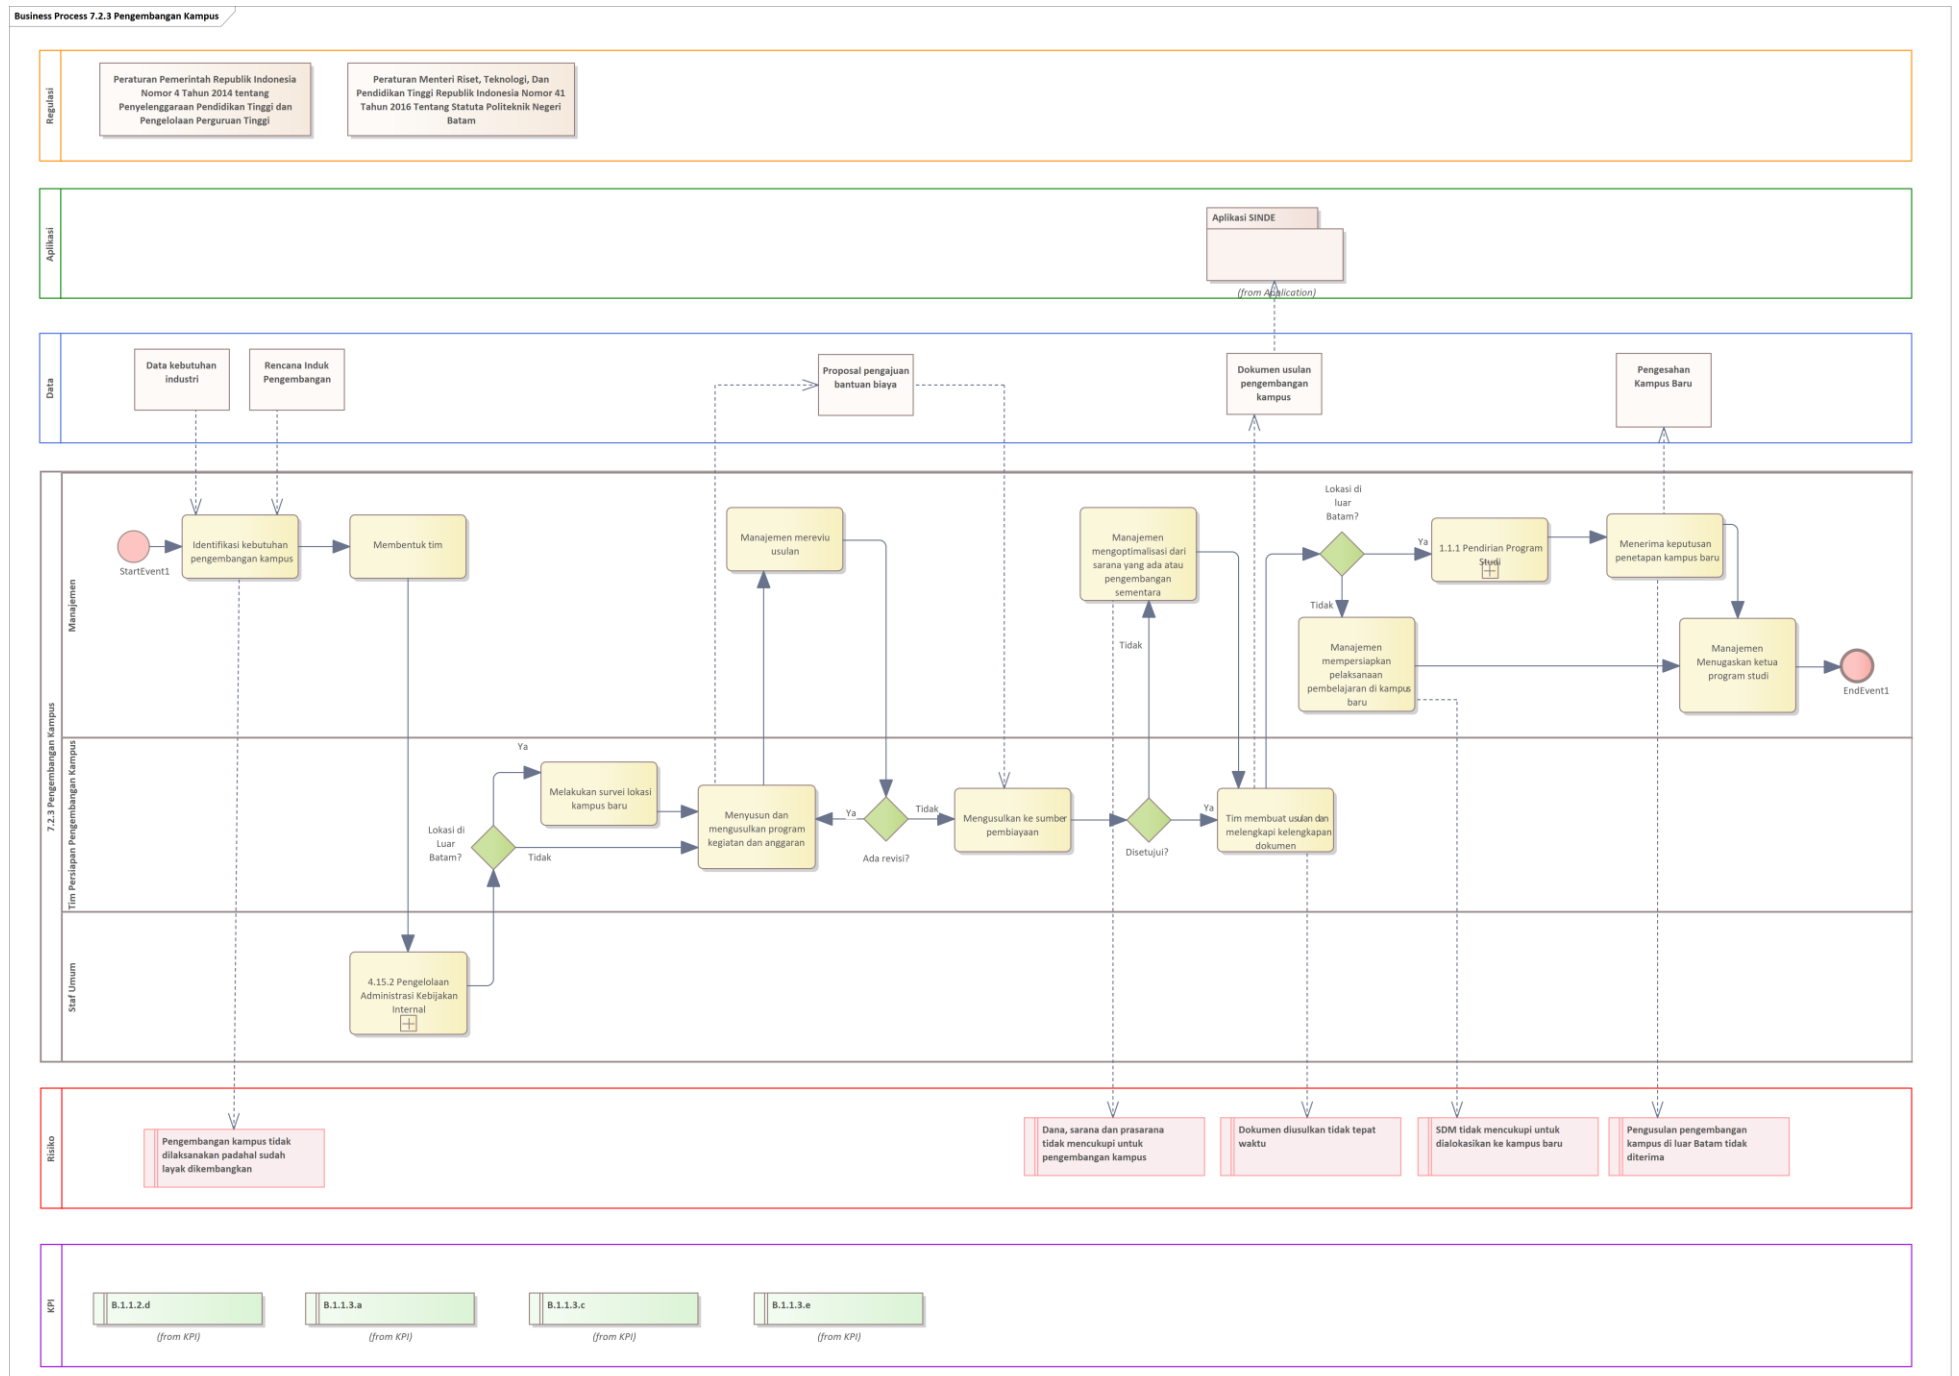 Business Process 7.2.3 Pengembangan Kampus
Regulasi
Peraturan Pemerintah Republik Indonesia
Nomor 4 Tahun 2014 tentang
Penyelenggaraan Pendidikan Tinggi dan
Pengelolaan Perguruan Tinggi
Peraturan Menteri Riset, Teknologi, Dan
Pendidikan Tinggi Republik Indonesia Nomor 41
Tahun 2016 Tentang Statuta Politeknik Negeri
Batam
Aplikasi
Aplikasi SINDE
(from Application)
Data
Data kebutuhan
industri
Rencana Induk
Pengembangan
Proposal pengajuan
bantuan biaya
Dokumen usulan
pengembangan
kampus
Pengesahan
Kampus Baru
7.2.3 Pengembangan Kampus
Manajemen
StartEvent1
Identifikasi kebutuhan
pengembangan kampus
Membentuk tim
Manajemen mereviu
usulan
Manajemen
mengoptimalisasi dari
sarana yang ada atau
pengembangan
sementara
Tidak
Lokasi di
luar
Batam?
Ya
Tidak
1.1.1 Pendirian Program
Studi
Menerima keputusan
penetapan kampus baru
Manajemen
mempersiapkan
pelaksanaan
pembelajaran di kampus
baru
Manajemen
Menugaskan ketua
program studi
EndEvent1
Tim Persiapan Pengembangan Kampus
Lokasi di
Luar
Batam?
Ya
Tidak
Melakukan survei lokasi
kampus baru
Menyusun dan
mengusulkan program
kegiatan dan anggaran
Ya
Tidak
Ada revisi?
Mengusulkan ke sumber
pembiayaan
Disetujui?
Ya
Tim membuat usulan dan
melengkapi kelengkapan
dokumen
Staf Umum
4.15.2 Pengelolaan
Administrasi Kebijakan
Internal
Risiko
Pengembangan kampus tidak
dilaksanakan padahal sudah
layak dikembangkan
Dana, sarana dan prasarana
tidak mencukupi untuk
pengembangan kampus
Dokumen diusulkan tidak tepat
waktu
SDM tidak mencukupi untuk
dialokasikan ke kampus baru
Pengusulan pengembangan
kampus di luar Batam tidak
diterima
KPI
B.1.1.2.d
(from KPI)
B.1.1.3.a
(from KPI)
B.1.1.3.c
(from KPI)
B.1.1.3.e
(from KPI)